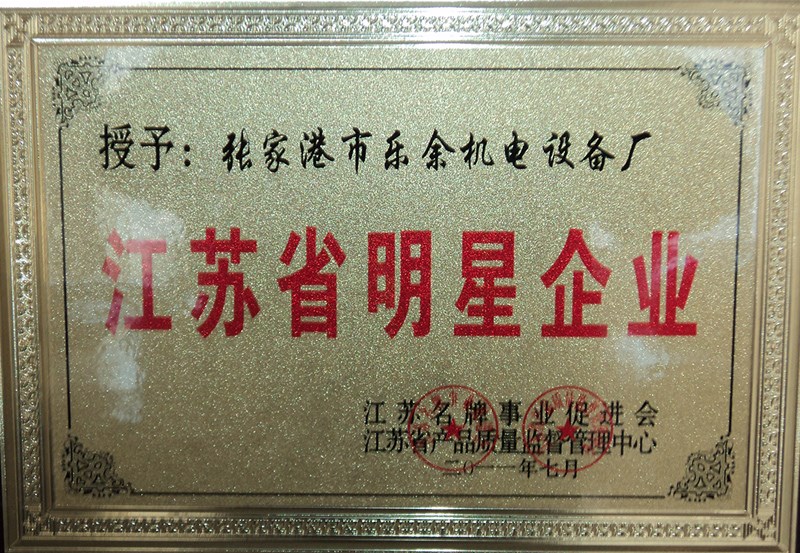 授予：张家港市乐余机电设备厂
江苏省明星企业
江苏名牌事业促进会
江苏省产品质量监督管理中心
二〇一一年七月